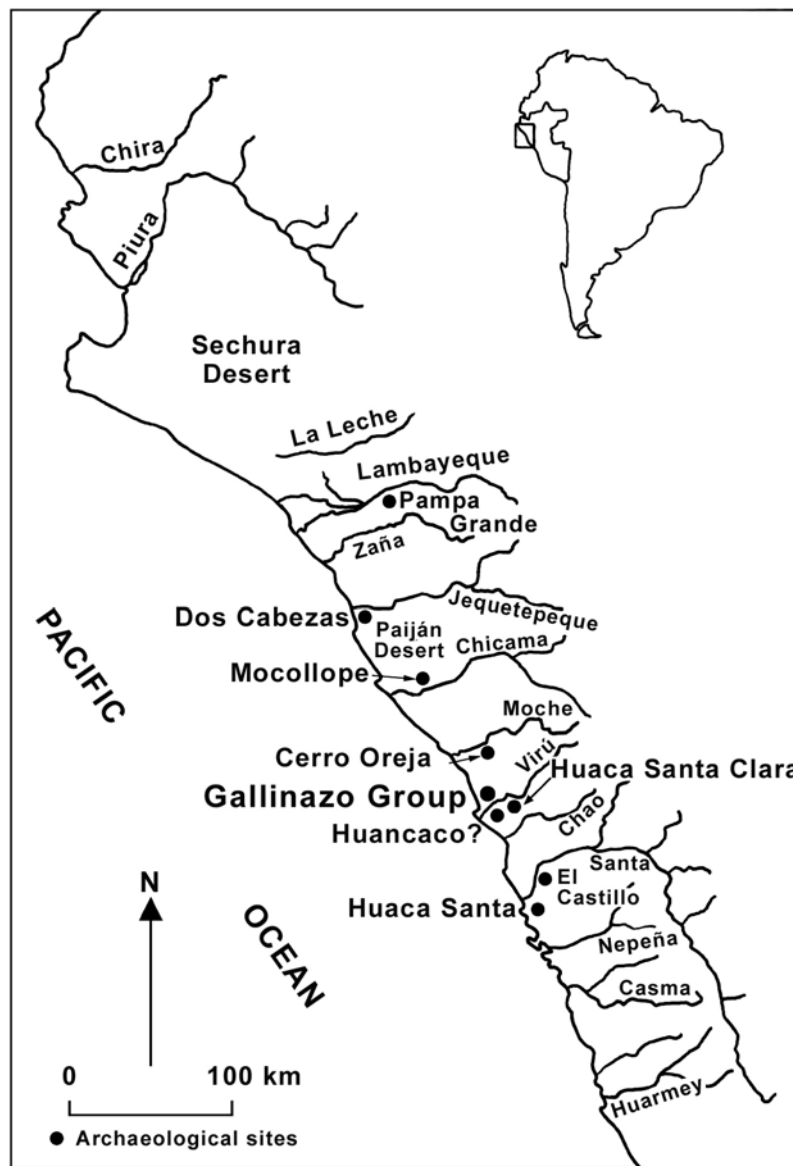 Chira
Piura
Sechura
Desert
La Leche
Lambayeque
Pampa
Grande
Zaña
Jequetepeque
Dos Cabezas
Paiján
Desert
Chicama
Mocollope
PACIFIC
Moche
Cerro Oreja
Virú
Huaca Santa Clara
Gallinazo Group
Chao
Huancaco?
Santa
El
Castillo
N
Huaca Santa
OCEAN
Nepeña
Casma
0 100 km
Huarmey
Archaeological sites